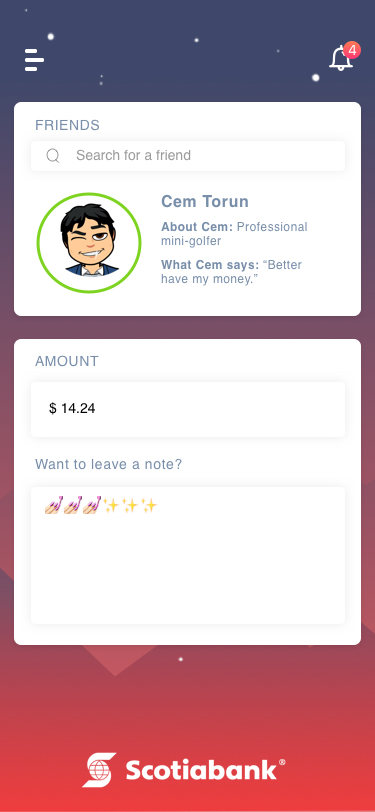 4
FRIENDS
Search for a friend
Cem Torun
About Cem: Professional
mini-golfer
What Cem says: “Better
have my money.”
AMOUNT
$ 14.24
Want to leave a note?
💅💅💅✨✨✨
Scotiabank®